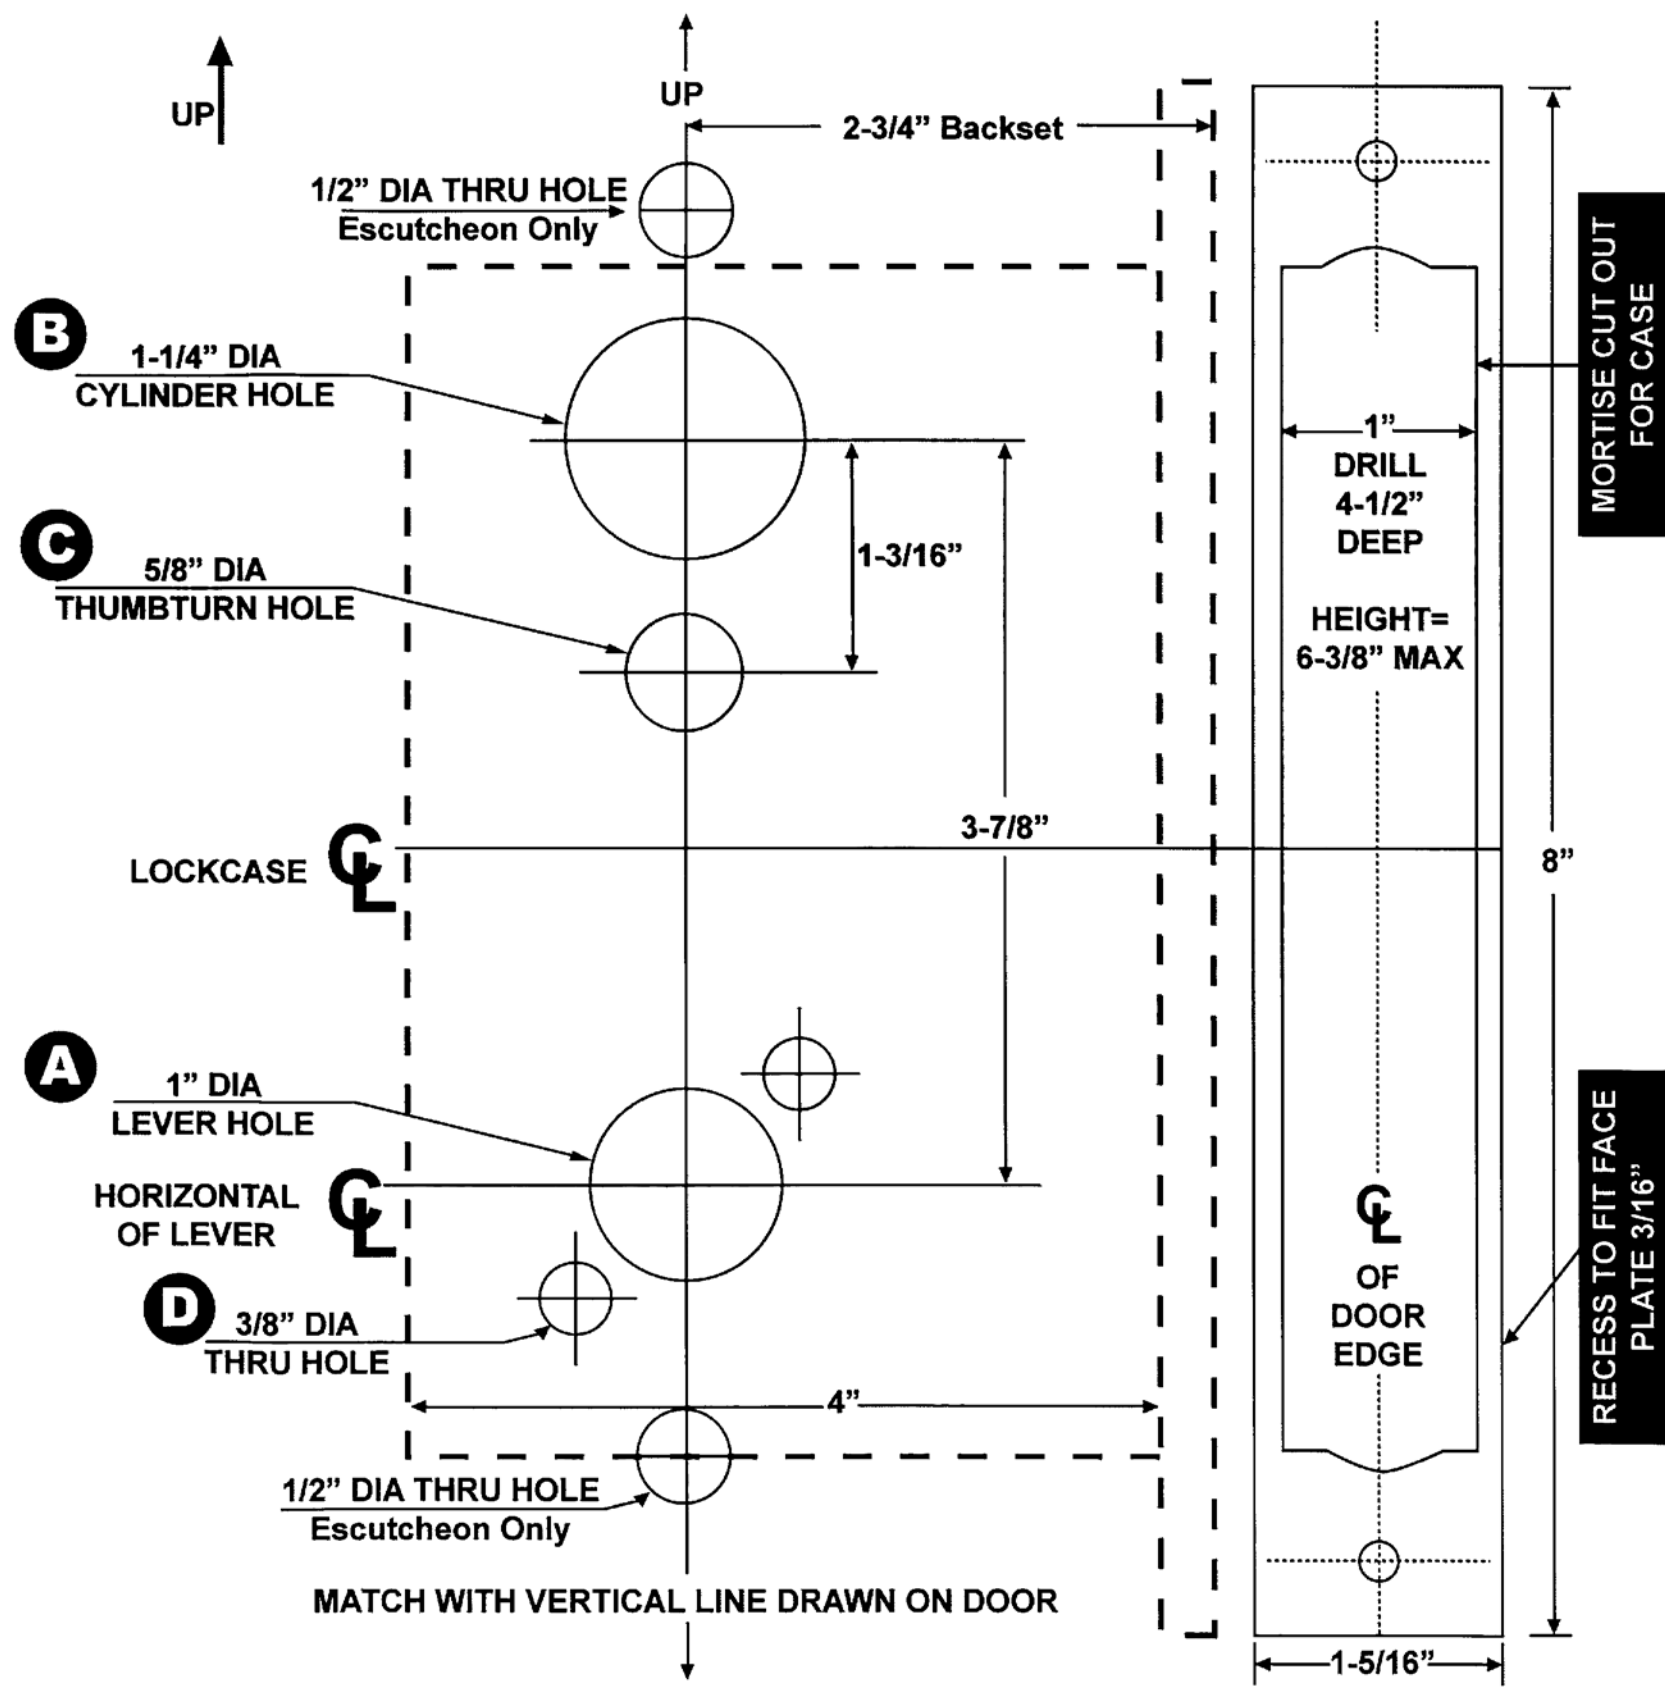 UP
UP
2-3/4” Backset
1/2” DIA THRU HOLE
Escutcheon Only
B
1-1/4” DIA
CYLINDER HOLE
C
5/8” DIA
THUMBTURN HOLE
1-3/16”
3-7/8”
LOCKCASE CL
A
1” DIA
LEVER HOLE
HORIZONTAL
OF LEVER
CL
D
3/8” DIA
THRU HOLE
4”
1/2” DIA THRU HOLE
Escutcheon Only
MATCH WITH VERTICAL LINE DRAWN ON DOOR
1”
DRILL
4-1/2”
DEEP
HEIGHT=
6-3/8” MAX
CL
OF
DOOR
EDGE
8”
1-5/16”
MORTISE CUT OUT
FOR CASE
RECESS TO FIT FACE
PLATE 3/16”